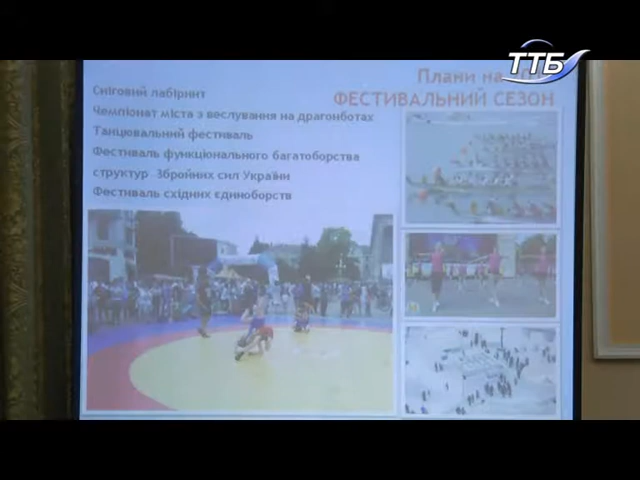 ТТБ
Плани на
ФЕСТИВАЛЬНИЙ СЕЗОН
Сніговий лабіринт
Чемпіонат міста з веслування на драгонботах
Танцювальний фестиваль
Фестиваль функціонального багатоборства
структур Збройних сил України
Фестиваль східних єдиноборств